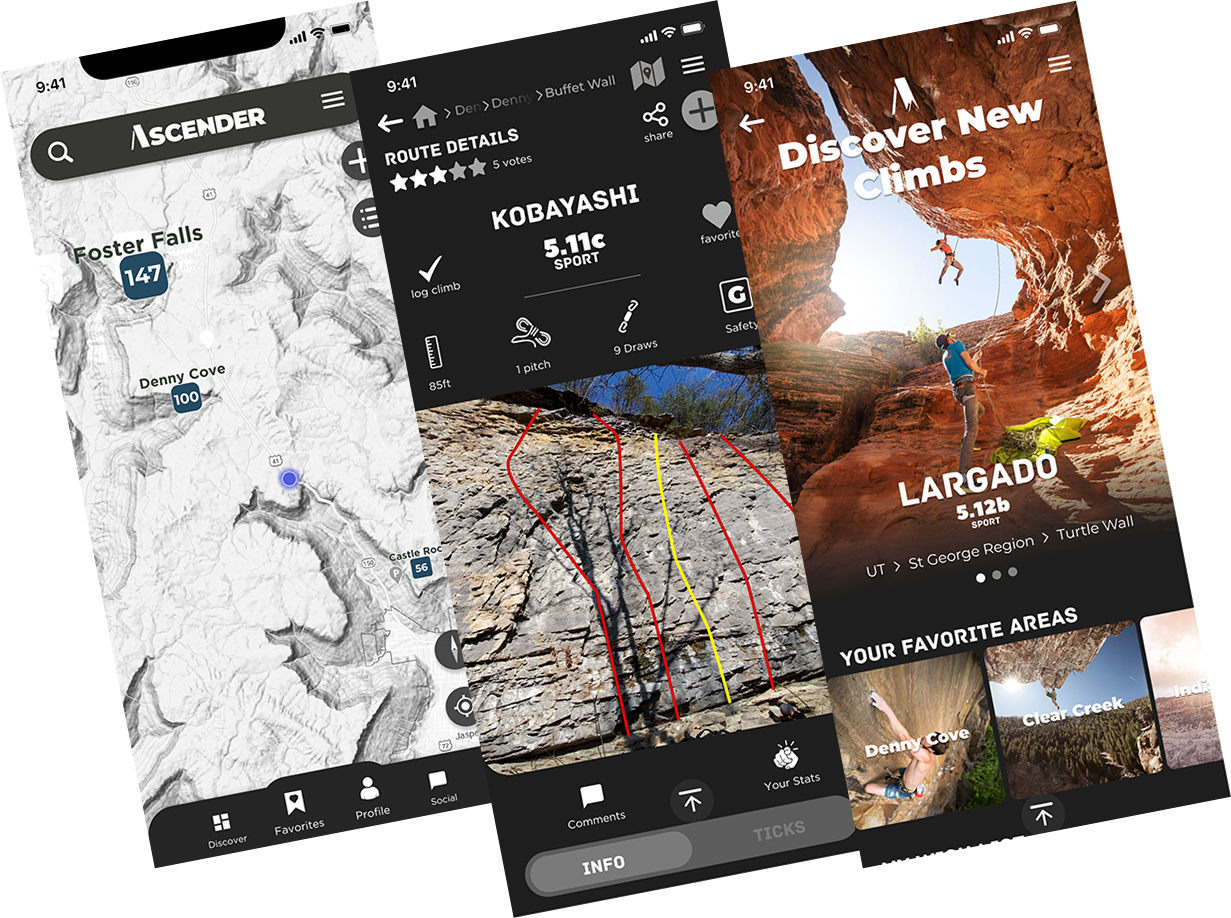 9:41
ASCENDER
41
Foster Falls
147
Denny Cove
100
41
156
Castle Roc
P
56
72
Jaspe
Discover
Favorites
Profile
Social
9:41
Den > Denny > Buffet Wall
ROUTE DETAILS
5 votes
share
KOBAYASHI
5.11c
SPORT
favorite
log climb
G
Safety
85ft
1 pitch
9 Draws
Comments
Your Stats
INFO
TICKS
9:41
Discover New
Climbs
LARGADO
5.12b
SPORT
UT > St George Region > Turtle Wall
YOUR FAVORITE AREAS
Denny Cove
Clear Creek
Indi